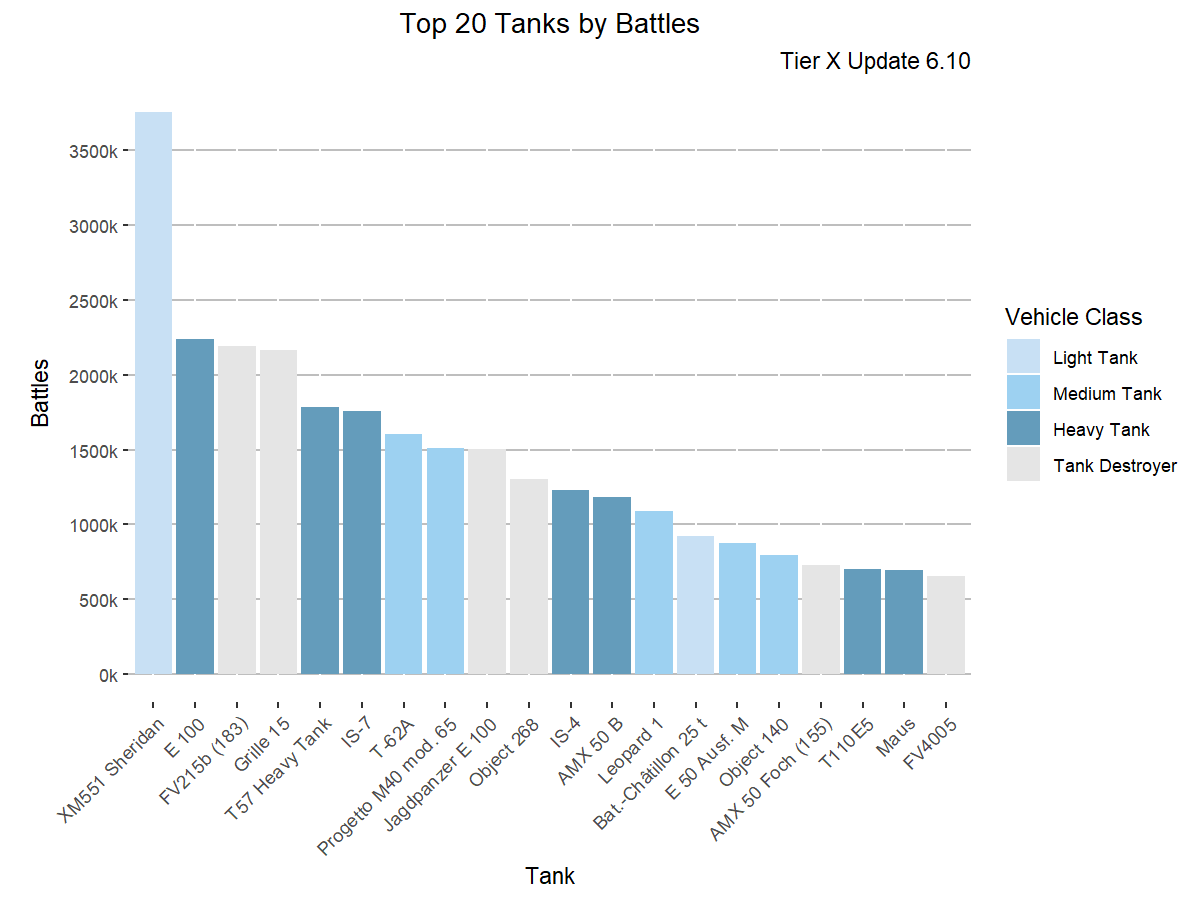 Top 20 Tanks by Battles
Tier X Update 6.10
3500k
3000k
2500k
2000k
1500k
1000k
500k
0k
Battles
XM551 Sheridan
E 100
FV215b (183)
Grille 15
T57 Heavy Tank
IS-7
T-62A
Progetto M40 mod. 65
Jagdpanzer E 100
Object 268
IS-4
AMX 50 B
Leopard 1
Bat.-Châtillon 25 t
E 50 Ausf. M
Object 140
AMX 50 Foch (155)
T110E5
Maus
FV4005
Tank
Vehicle Class
Light Tank
Medium Tank
Heavy Tank
Tank Destroyer